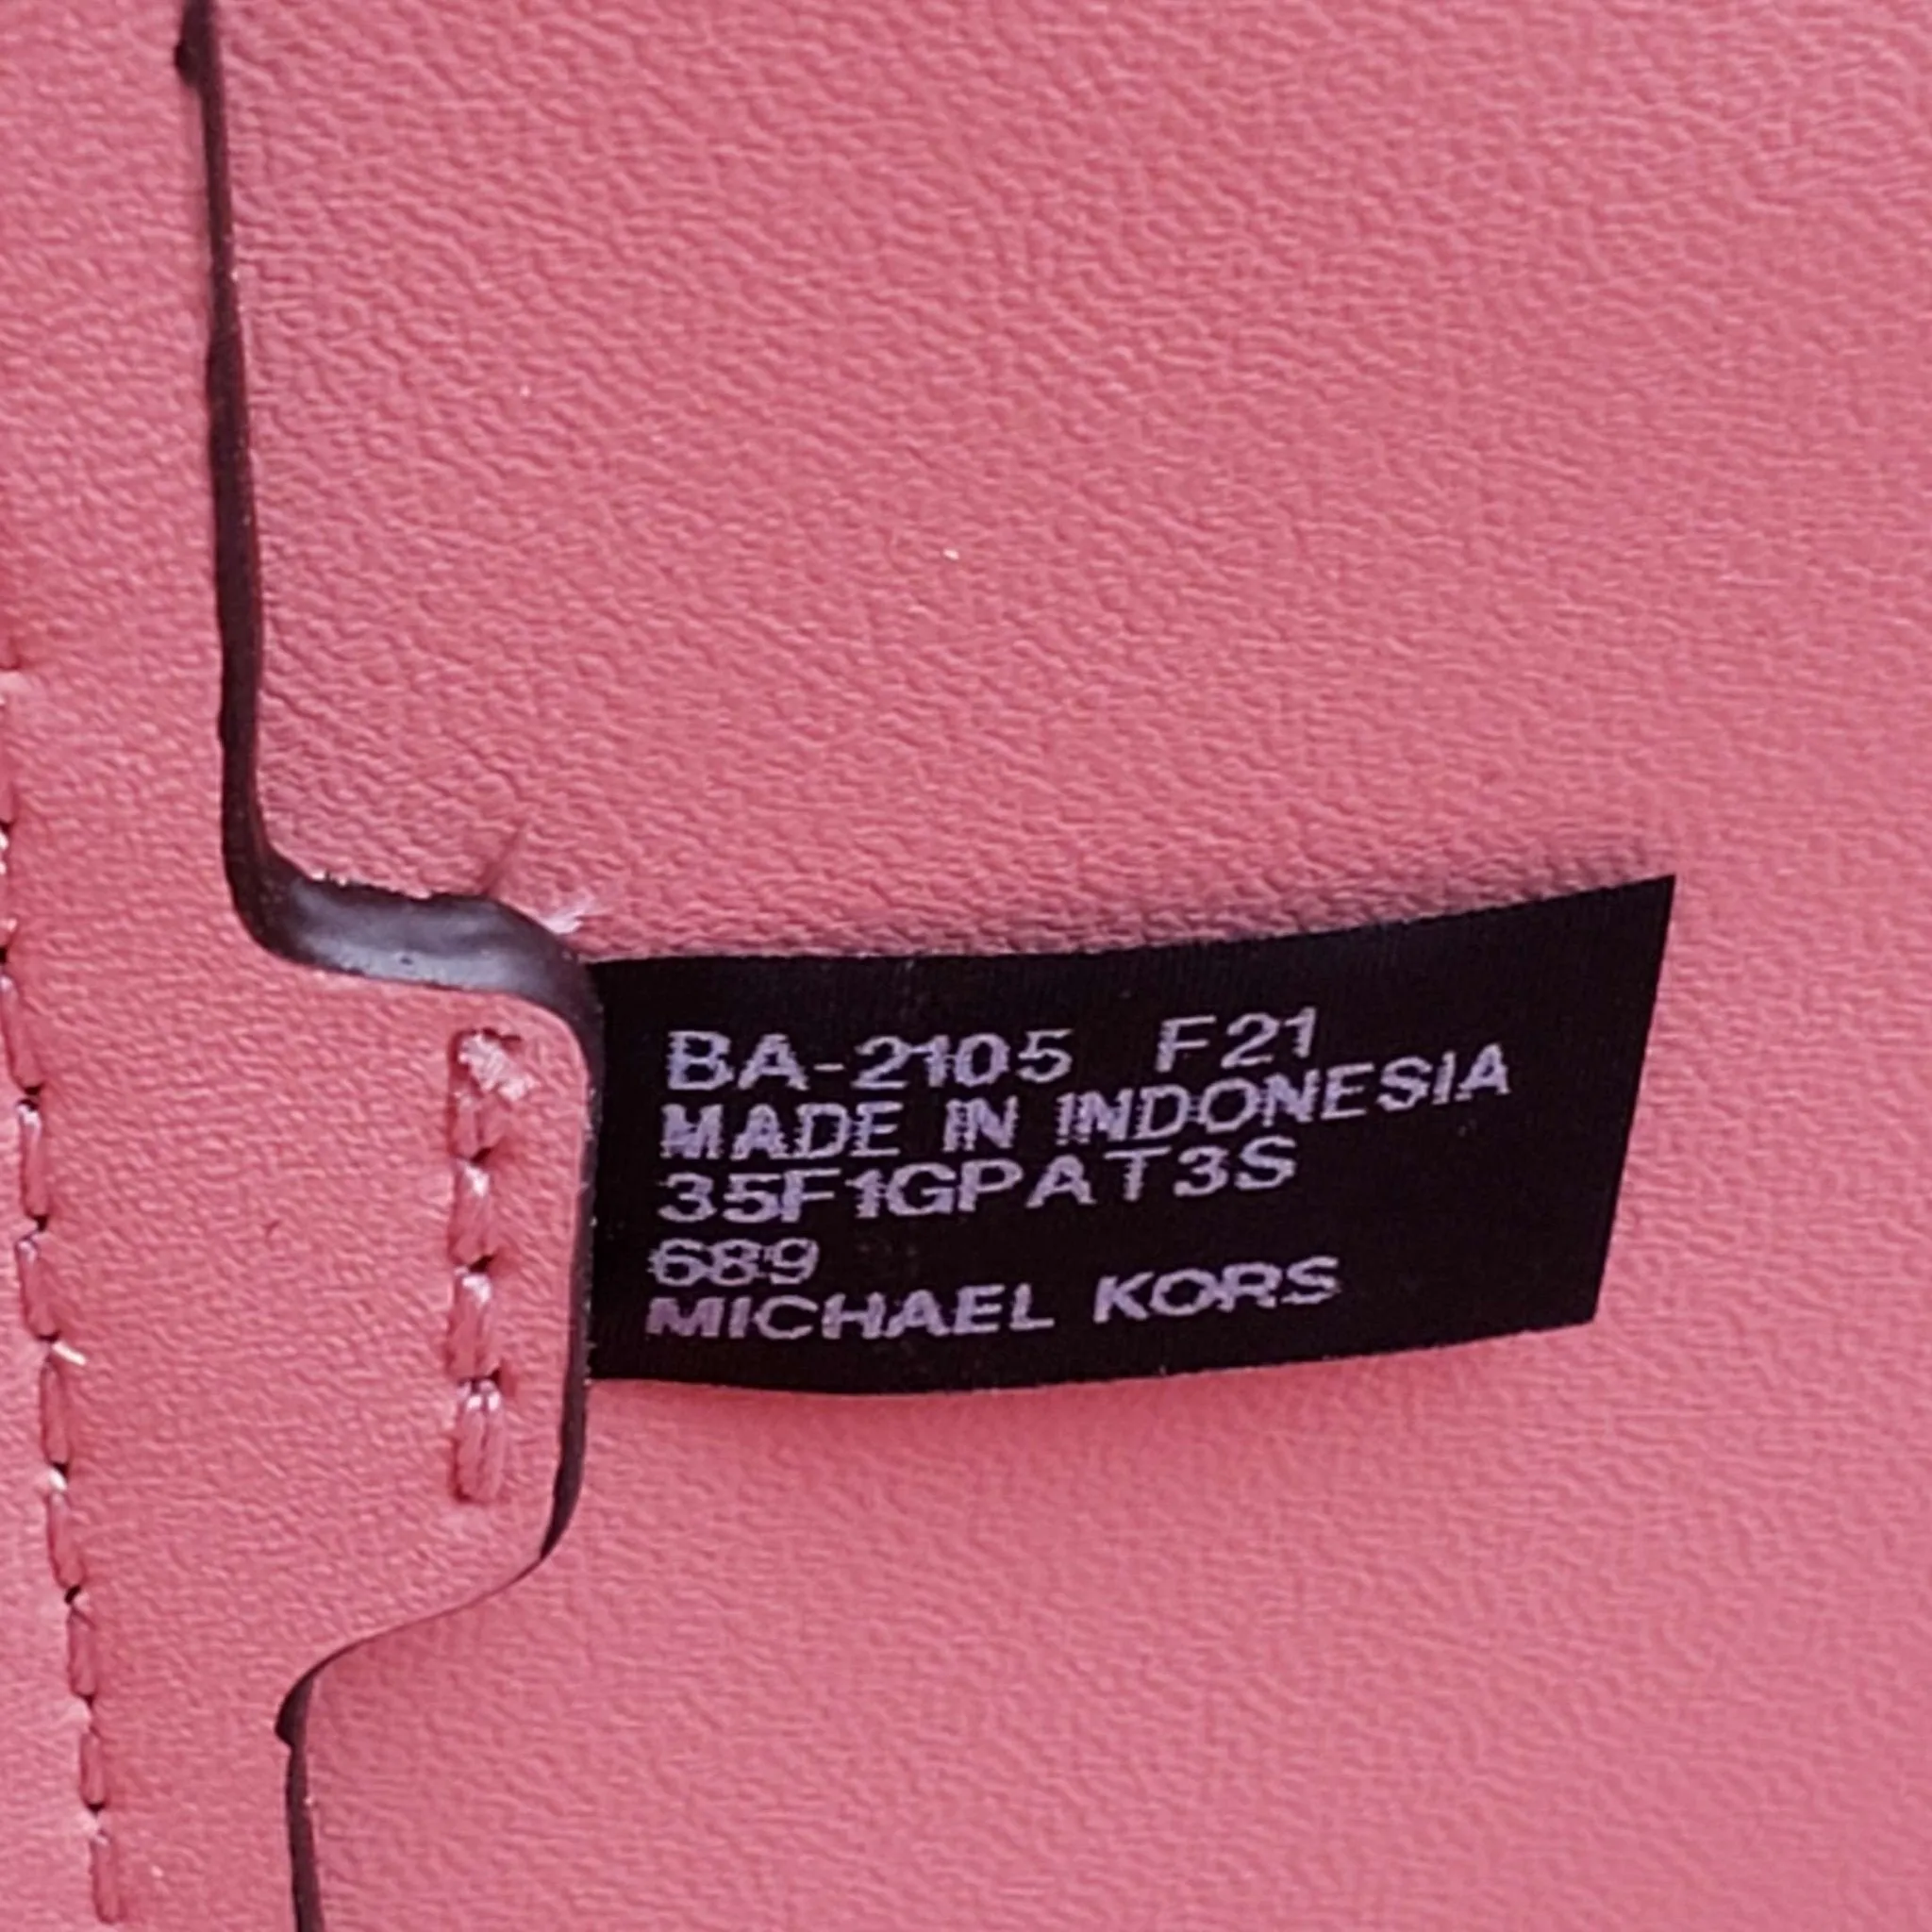 BA-2105 F21
MADE IN INDONESIA
35F1GPAT3S
689
MICHAEL KORS